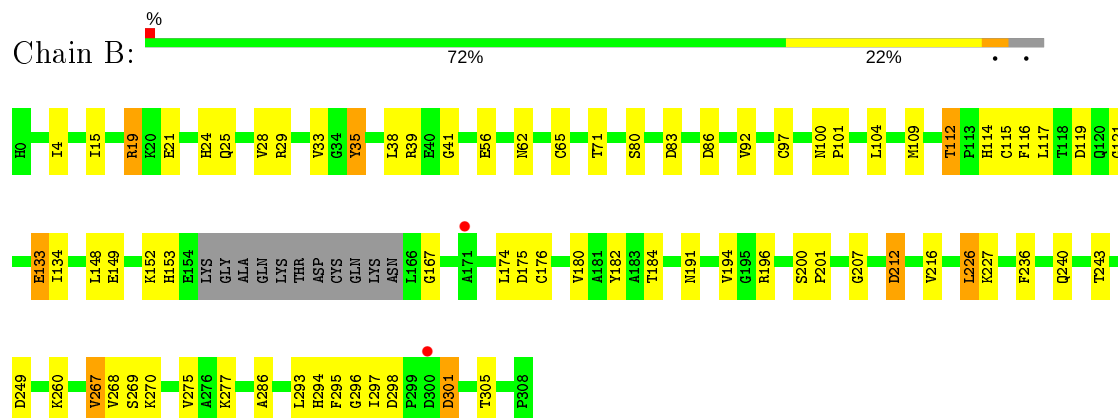 %
Chain B:
72% 22% • •
H0 I4 I15 R19 K20 E21 H24 Q25 V28 R29 V33 G34 Y35 L38 R39 E40 G41 E56 N62 C65 T71 S80 D83 D86 V92 C97 N100 P101 L104 M109 T112 P113 H114 C115 F116 L117 T118 D119 Q120
E133 I134 L148 E149 K152 H153 E154 LYS GLY ALA GLN LYS THR ASP CYS GLN LYS ASN L166 G167 A171 L174 D175 C176 V180 A181 Y182 A183 T184 N191 V194 G195 R196 S200 P201 G207 D212 V216 L226 K227 F236 Q240 T243
D249 K260 V267 V268 S269 K270 V275 A276 K277 A286 L293 H294 F295 G296 I297 D298 P299 D300 D301 T305 P308